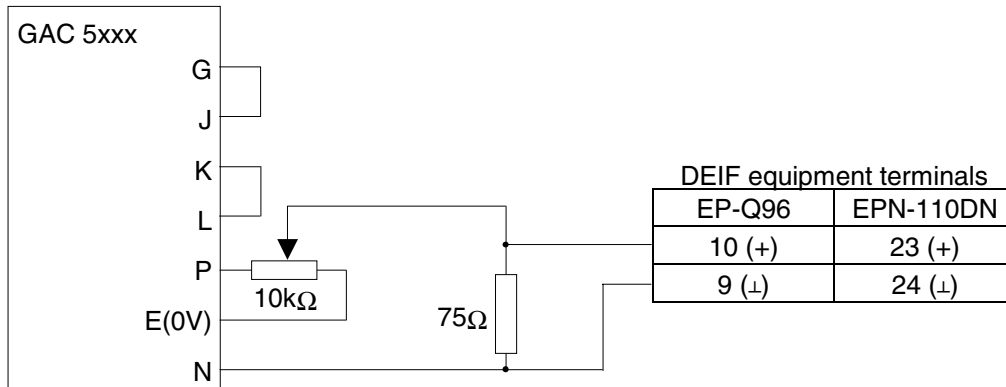 GAC 5xxx
G
J
K
L
P
10kΩ
E(0V)
N
75Ω
DEIF equipment terminals
EP-Q96 EPN-110DN
10 (+) 23 (+)
9 (⊥) 24 (⊥)